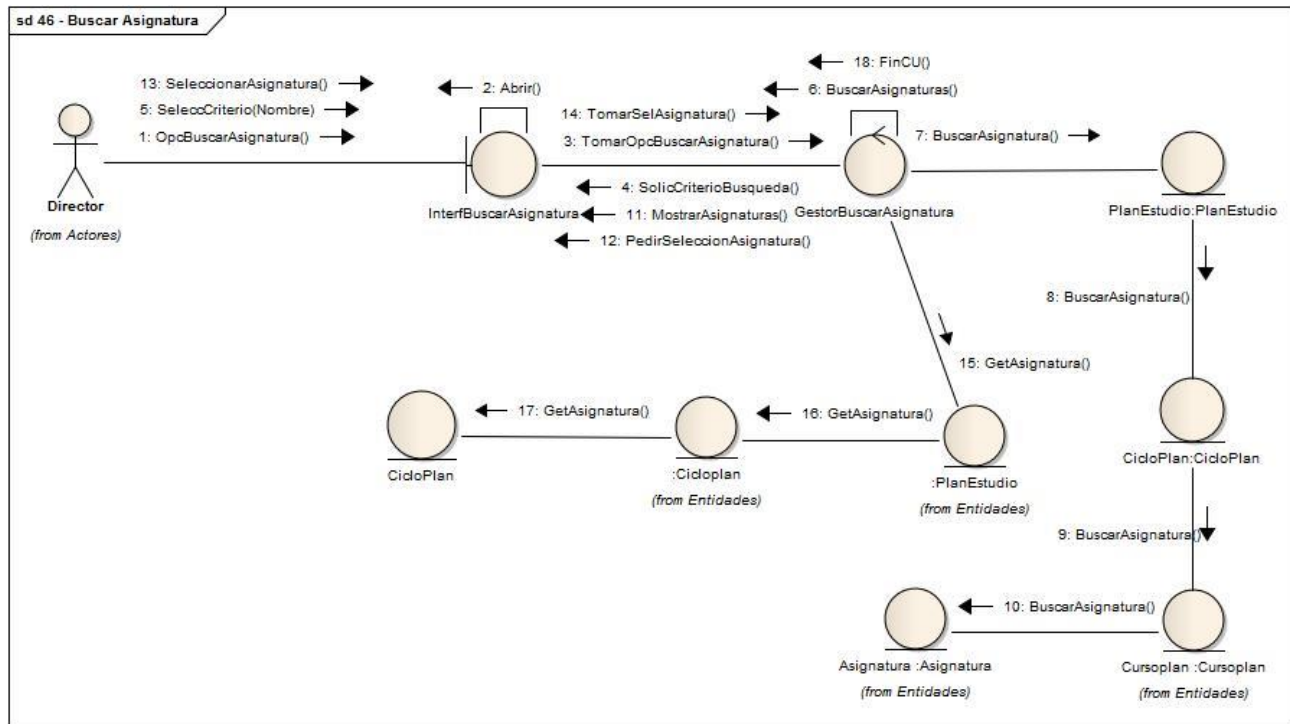 sd 46 - Buscar Asignatura
18: FinCU()
13: SeleccionarAsignatura()
2: Abrir()
6: BuscarAsignaturas()
5: SeleccCriterio(Nombre)
14: TomarSelAsignatura()
1: OpcBuscarAsignatura()
3: TomarOpcBuscarAsignatura()
7: BuscarAsignatura()
Director
(from Actores)
InterfBuscarAsignatura
4: SolicCriterioBusqueda()
11: MostrarAsignaturas()
12: PedirSeleccionAsignatura()
GestorBuscarAsignatura
PlanEstudio:PlanEstudio
8: BuscarAsignatura()
15: GetAsignatura()
17: GetAsignatura()
16: GetAsignatura()
CicloPlan
:Cicloplan
(from Entidades)
:PlanEstudio
(from Entidades)
CicloPlan:CicloPlan
9: BuscarAsignatura()
10: BuscarAsignatura()
Asignatura :Asignatura
(from Entidades)
Cursoplan :Cursoplan
(from Entidades)